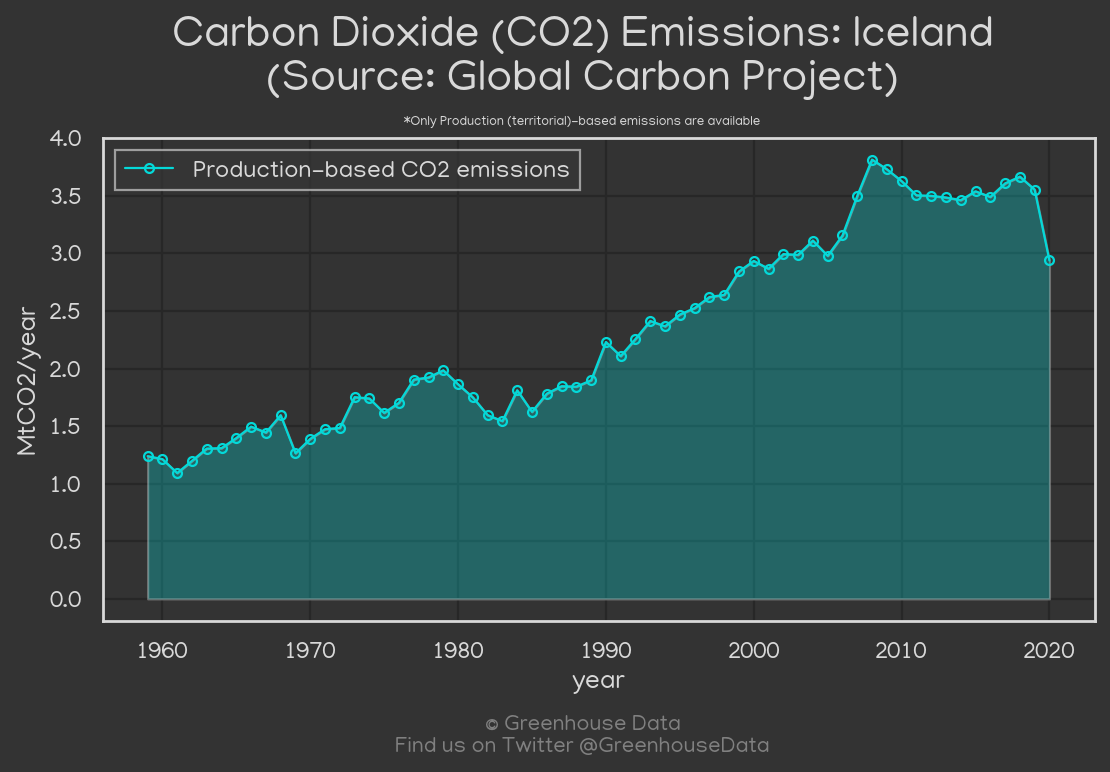 Carbon Dioxide (CO2) Emissions: Iceland
(Source: Global Carbon Project)
*Only Production (territorial)-based emissions are available
Production-based CO2 emissions
4.0
3.5
3.0
2.5
2.0
1.5
1.0
0.5
0.0
MtCO2/year
1960 1970 1980 1990 2000 2010 2020
year
© Greenhouse Data
Find us on Twitter @GreenhouseData